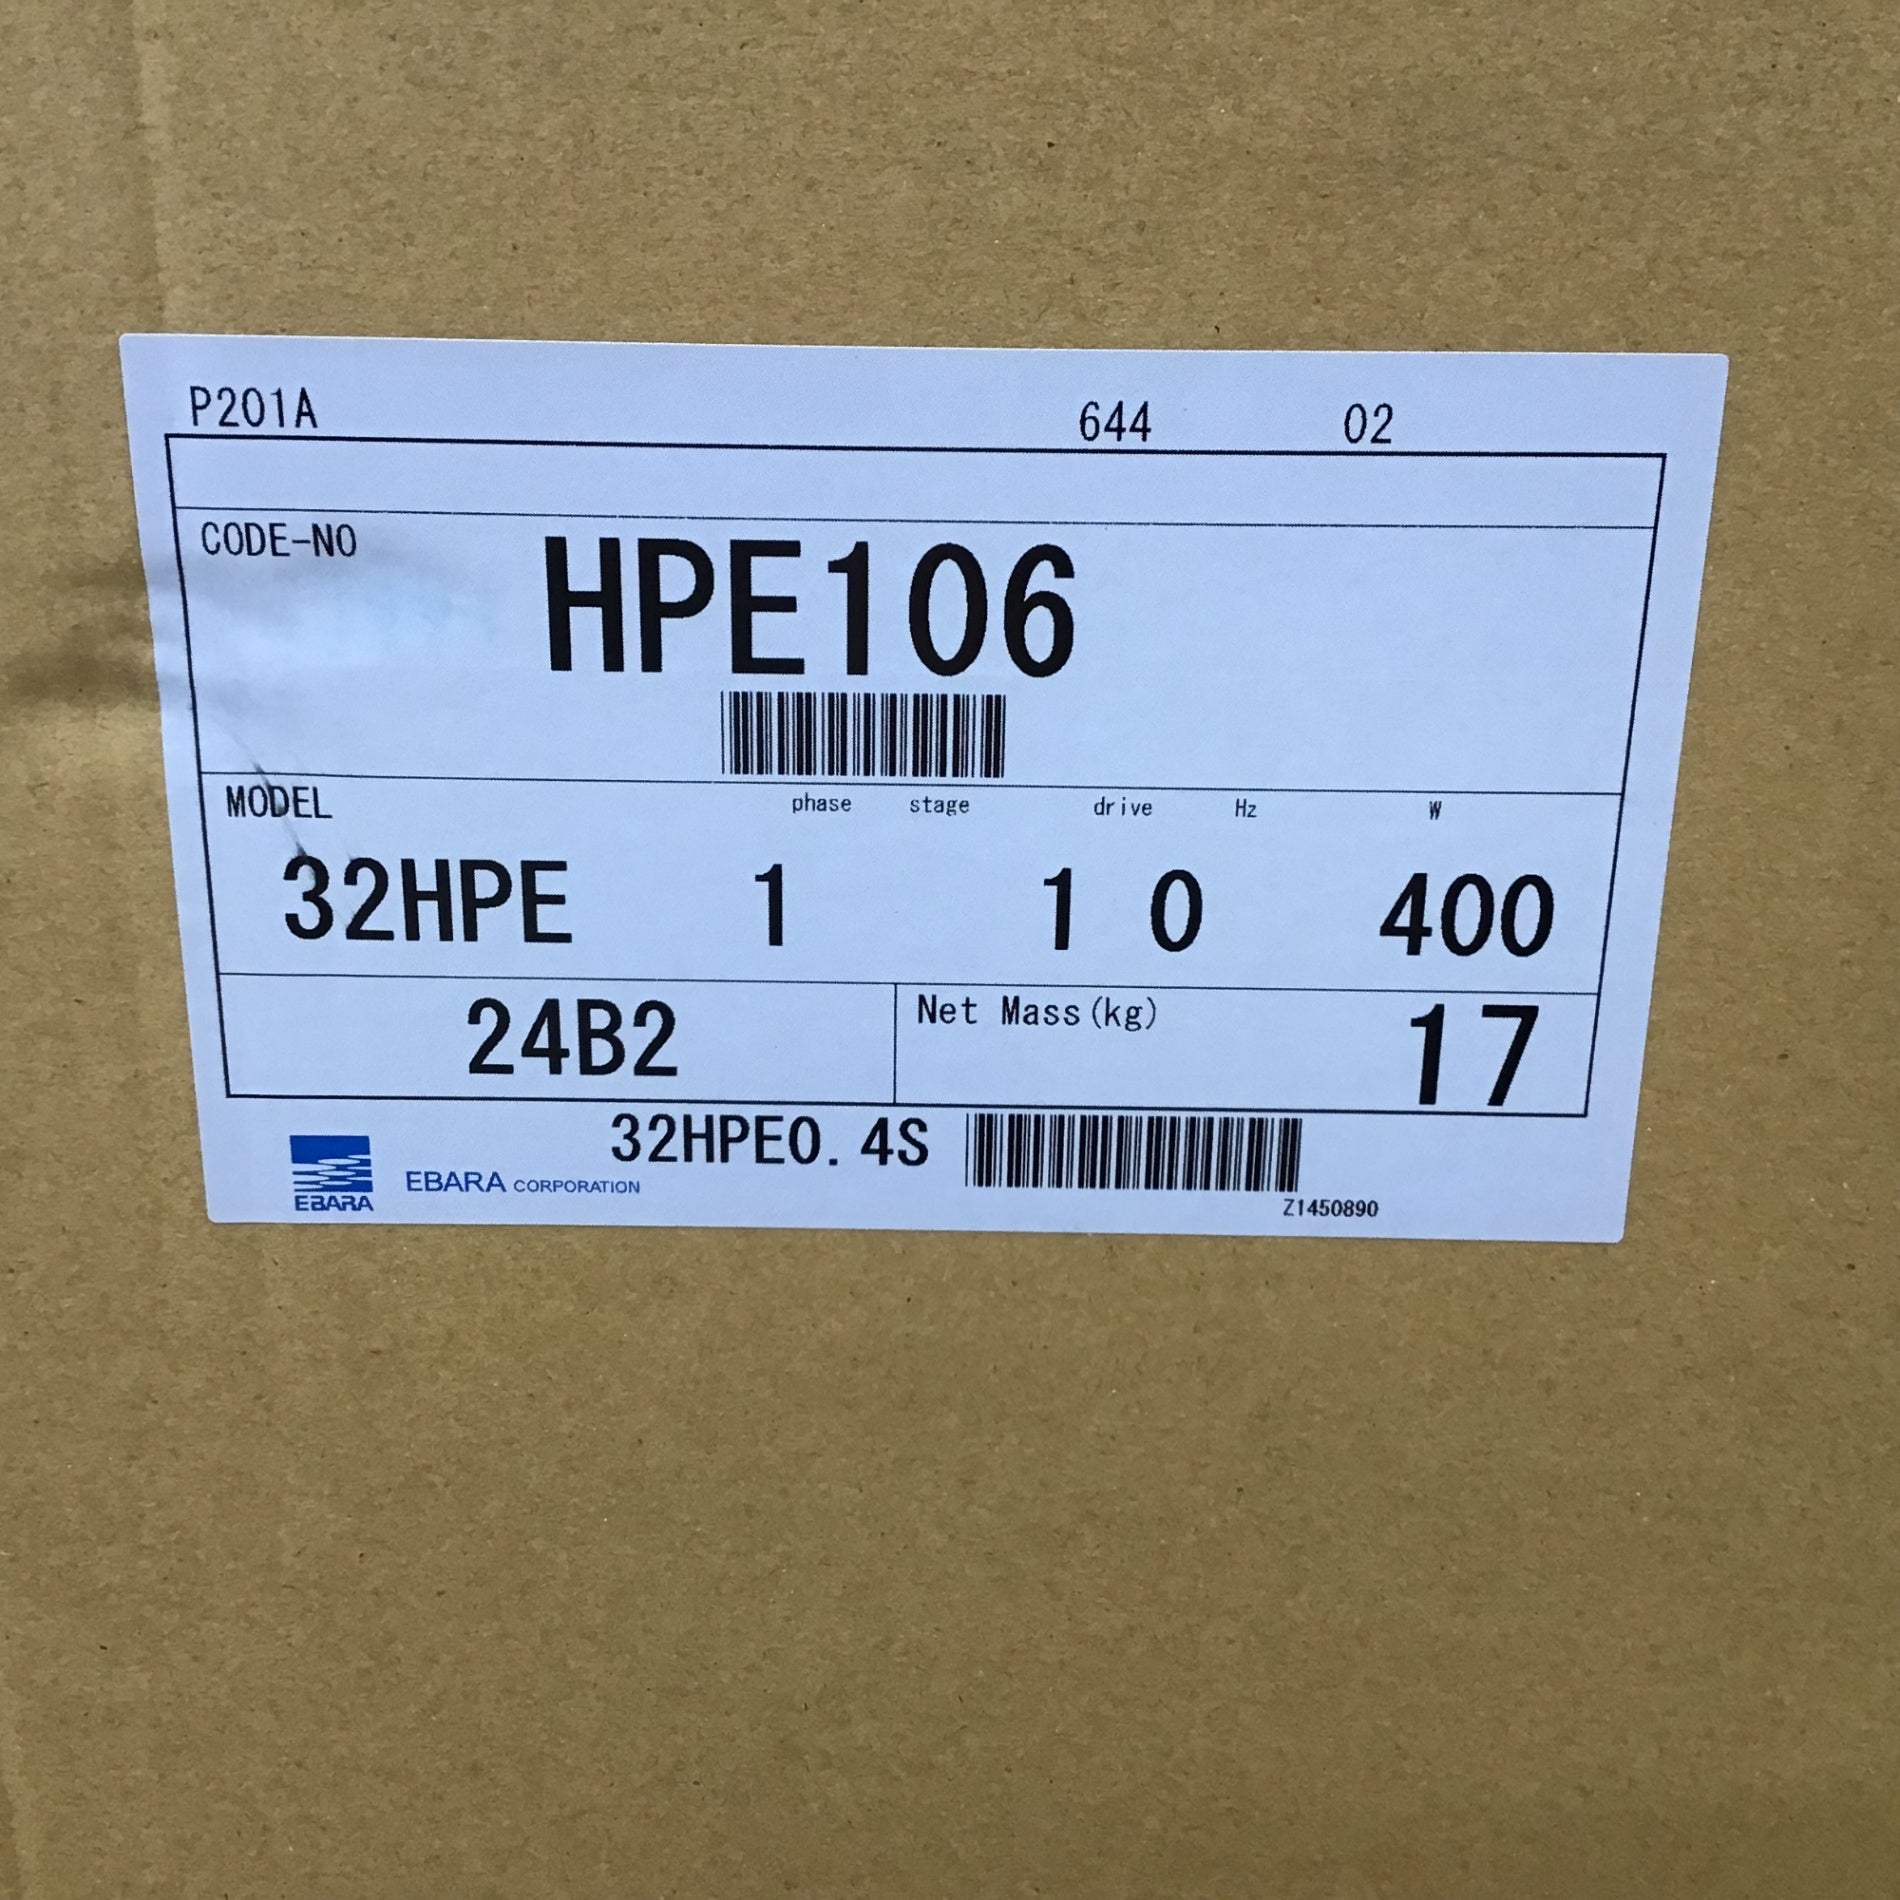 P201A 644 02
CODE-NO HPE106
MODEL phase stage drive Hz W
32HPE 1 1 0 400
24B2 Net Mass(kg) 17
32HPE0.4S
EBARA EBARA CORPORATION
Z1450890